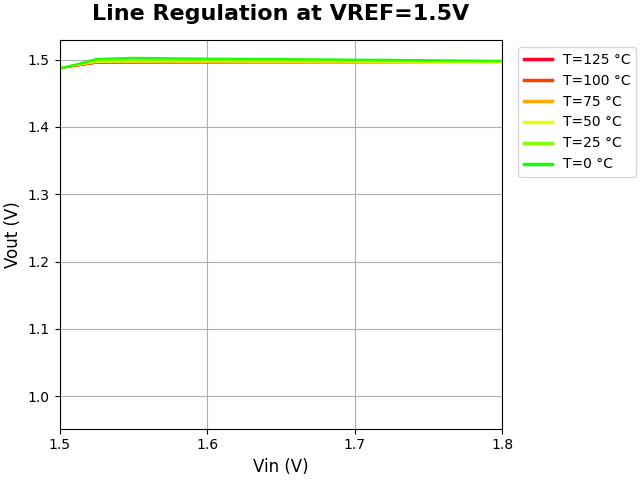 Line Regulation at VREF=1.5V
Vout (V)
1.5
1.4
1.3
1.2
1.1
1.0
1.5 1.6 1.7 1.8
Vin (V)
T=125 °C
T=100 °C
T=75 °C
T=50 °C
T=25 °C
T=0 °C